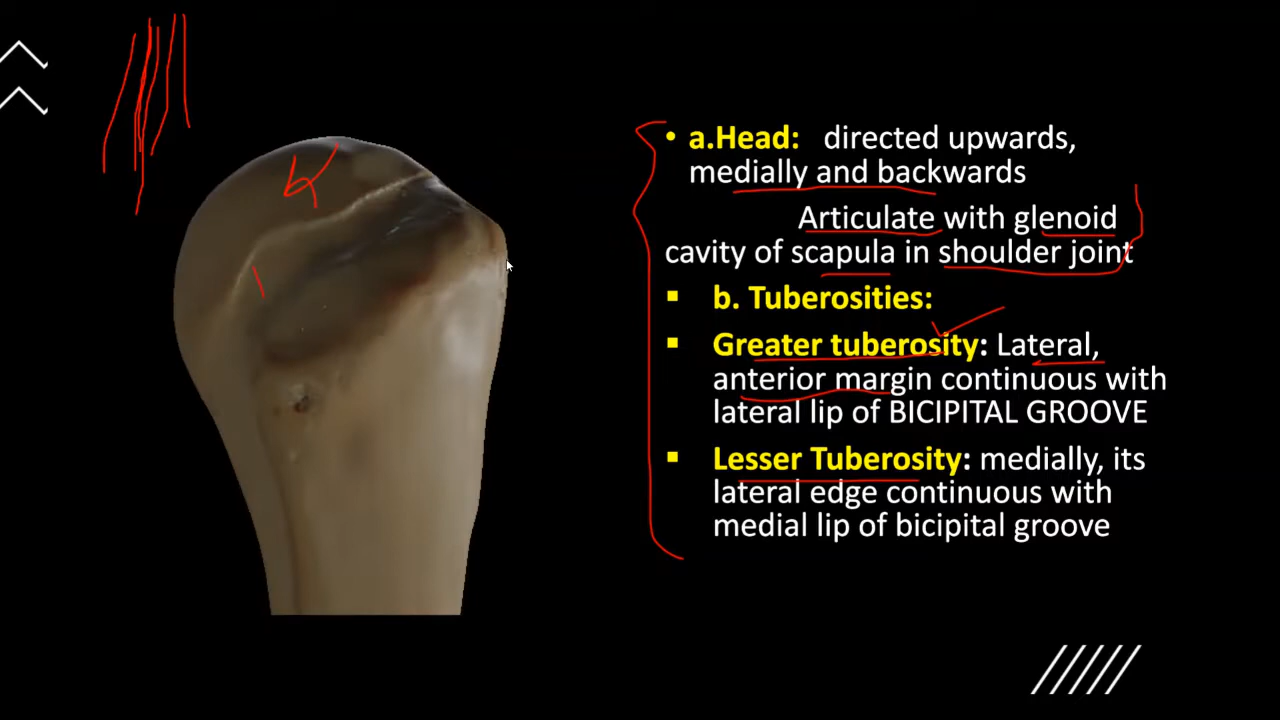 • a.Head: directed upwards,
medially and backwards
Articulate with glenoid
cavity of scapula in shoulder joint
▪ b. Tuberosities:
▪ Greater tuberosity: Lateral,
anterior margin continuous with
lateral lip of BICIPITAL GROOVE
▪ Lesser Tuberosity: medially, its
lateral edge continuous with
medial lip of bicipital groove